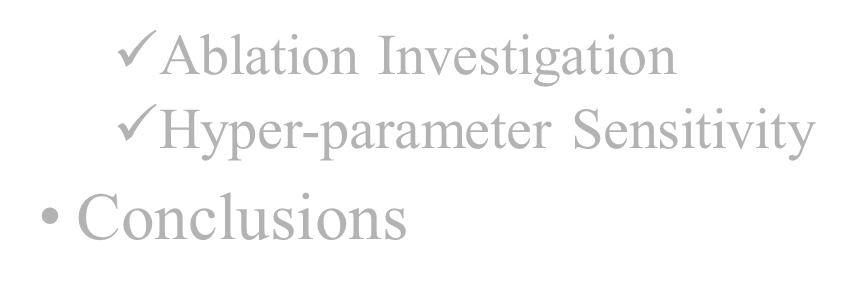 ✓Ablation Investigation
✓Hyper-parameter Sensitivity
• Conclusions